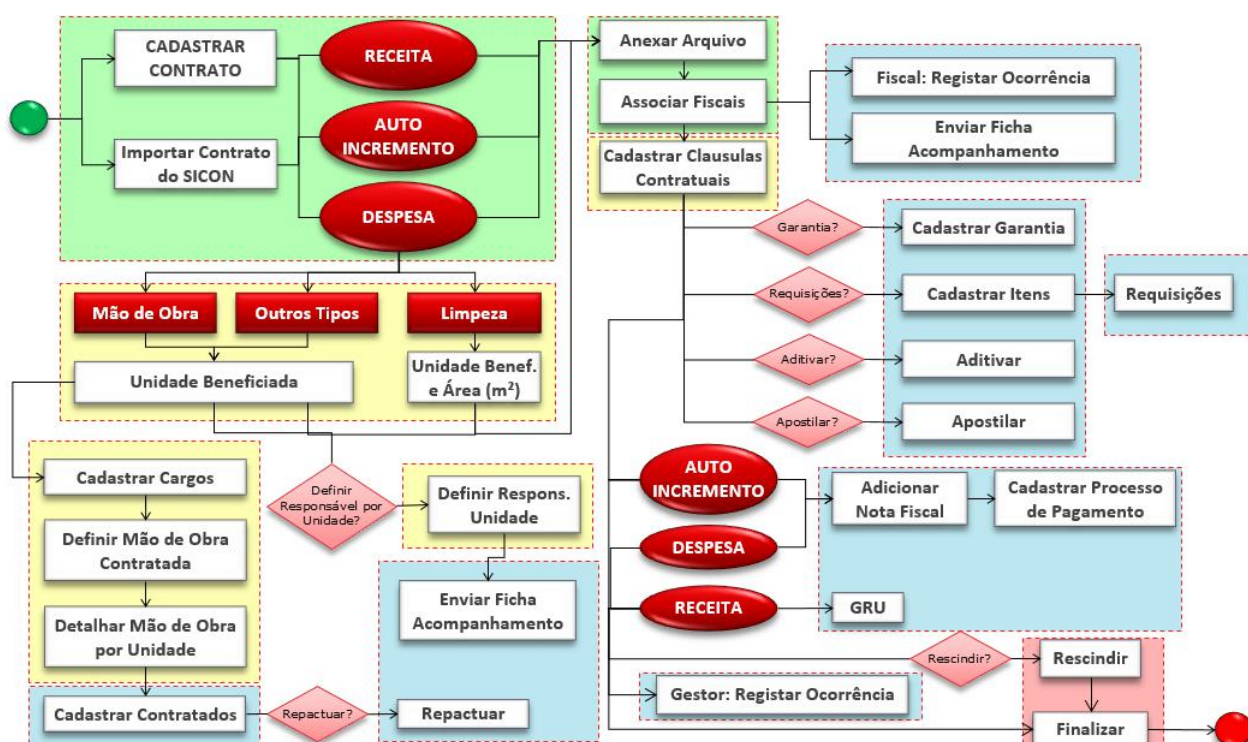 CADASTRAR
CONTRATO
Importar Contrato
do SICON
RECEITA
AUTO
INCREMENTO
DESPESA
Anexar Arquivo
Associar Fiscais
Cadastrar Clausulas
Contratuais
Fiscal: Registar Ocorrência
Enviar Ficha
Acompanhamento
Mão de Obra
Outros Tipos
Limpeza
Unidade Beneficiada
Unidade Benef.
e Área (m²)
Garantia?
Cadastrar Garantia
Requisições?
Cadastrar Itens
Requisições
Aditivar?
Aditivar
Apostilar?
Apostilar
Cadastrar Cargos
Definir Mão de Obra
Contratada
Detalhar Mão de Obra
por Unidade
Cadastrar Contratados
Definir
Responsável por
Unidade?
Definir Respons.
Unidade
Enviar Ficha
Acompanhamento
Repactuar?
Repactuar
AUTO
INCREMENTO
DESPESA
RECEITA
Adicionar
Nota Fiscal
Cadastrar Processo
de Pagamento
GRU
Rescindir?
Rescindir
Gestor: Registar Ocorrência
Finalizar